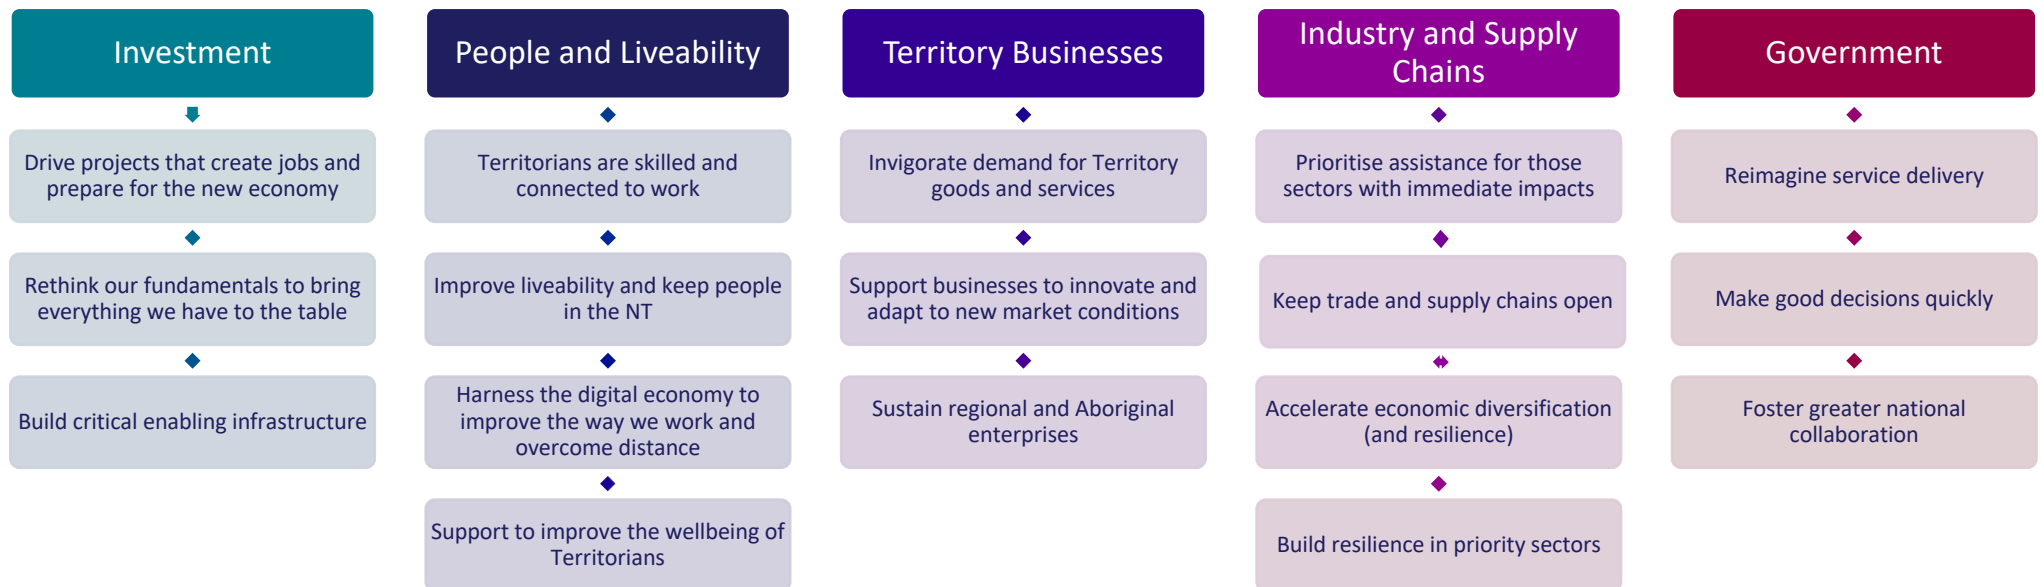 Investment
Drive projects that create jobs and
prepare for the new economy
Rethink our fundamentals to bring
everything we have to the table
Build critical enabling infrastructure
People and Liveability
Territorians are skilled and
connected to work
Improve liveability and keep people
in the NT
Harness the digital economy to
improve the way we work and
overcome distance
Support to improve the wellbeing of
Territorians
Territory Businesses
Invigorate demand for Territory
goods and services
Support businesses to innovate and
adapt to new market conditions
Sustain regional and Aboriginal
enterprises
Industry and Supply
Chains
Prioritise assistance for those
sectors with immediate impacts
Keep trade and supply chains open
Accelerate economic diversification
(and resilience)
Build resilience in priority sectors
Government
Reimagine service delivery
Make good decisions quickly
Foster greater national
collaboration